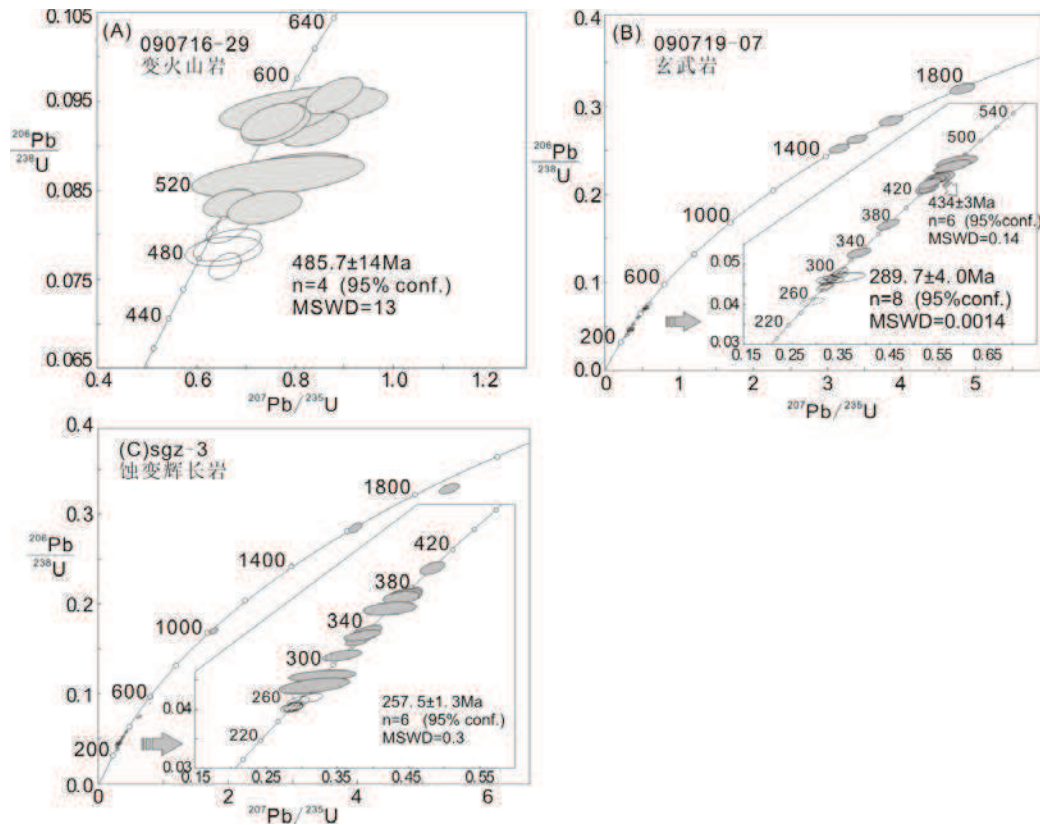 (A)
090716-29
变火山岩
0.105
0.095
0.085
0.075
0.065
206Pb
238U
640
600
520
480
440
485.7±14Ma
n=4 (95% conf.)
MSWD=13
0.4
0.6
0.8
1.0
1.2
207Pb/235U
(B)
090719-07
玄武岩
0.4
0.3
0.2
0.1
0.0
206Pb
238U
1800
1400
1000
600
200
540
500
420
380
340
300
260
220
434±3Ma
n=6 (95%conf.)
MSWD=0.14
289.7±4.0Ma
n=8 (95%conf.)
MSWD=0.0014
0.05
0.04
0.03
0.15
0.25
0.35
0.45
0.55
0.65
0
1
2
3
4
5
207Pb/235U
(C)sgz-3
蚀变辉长岩
0.4
0.3
0.2
0.1
0.0
206Pb
238U
1800
1400
1000
600
200
420
380
340
300
260
220
257.5±1.3Ma
n=6 (95% conf.)
MSWD=0.3
0.04
0.03
0.15
0.25
0.35
0.45
0.55
0
2
4
6
207Pb/235U